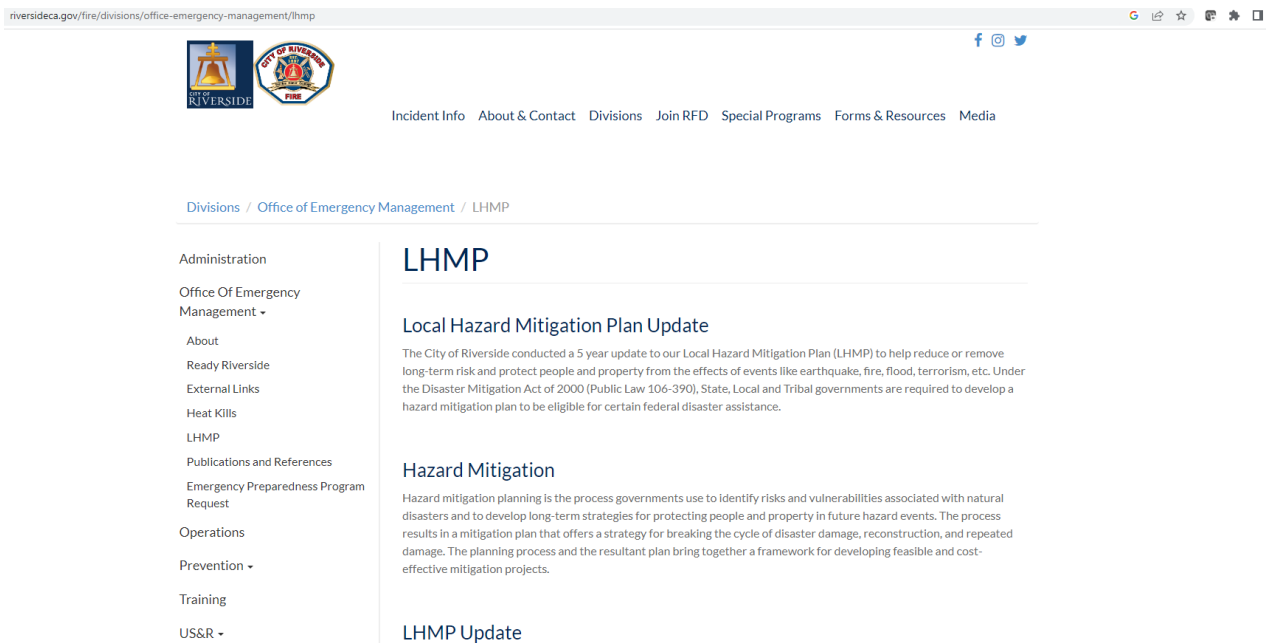 riversideca.gov/fire/divisions/office-emergency-management/lhmp
CITY OF
RIVERSIDE
CITY OF RIVERSIDE
FIRE
Incident Info About & Contact Divisions Join RFD Special Programs Forms & Resources Media
Divisions / Office of Emergency Management / LHMP
Administration
Office Of Emergency
Management
About
Ready Riverside
External Links
Heat Kills
LHMP
Publications and References
Emergency Preparedness Program
Request
Operations
Prevention
Training
US&R
LHMP
Local Hazard Mitigation Plan Update
The City of Riverside conducted a 5 year update to our Local Hazard Mitigation Plan (LHMP) to help reduce or remove
long-term risk and protect people and property from the effects of events like earthquake, fire, flood, terrorism, etc. Under
the Disaster Mitigation Act of 2000 (Public Law 106-390), State, Local and Tribal governments are required to develop a
hazard mitigation plan to be eligible for certain federal disaster assistance.
Hazard Mitigation
Hazard mitigation planning is the process governments use to identify risks and vulnerabilities associated with natural
disasters and to develop long-term strategies for protecting people and property in future hazard events. The process
results in a mitigation plan that offers a strategy for breaking the cycle of disaster damage, reconstruction, and repeated
damage. The planning process and the resultant plan bring together a framework for developing feasible and cost-
effective mitigation projects.
LHMP Update